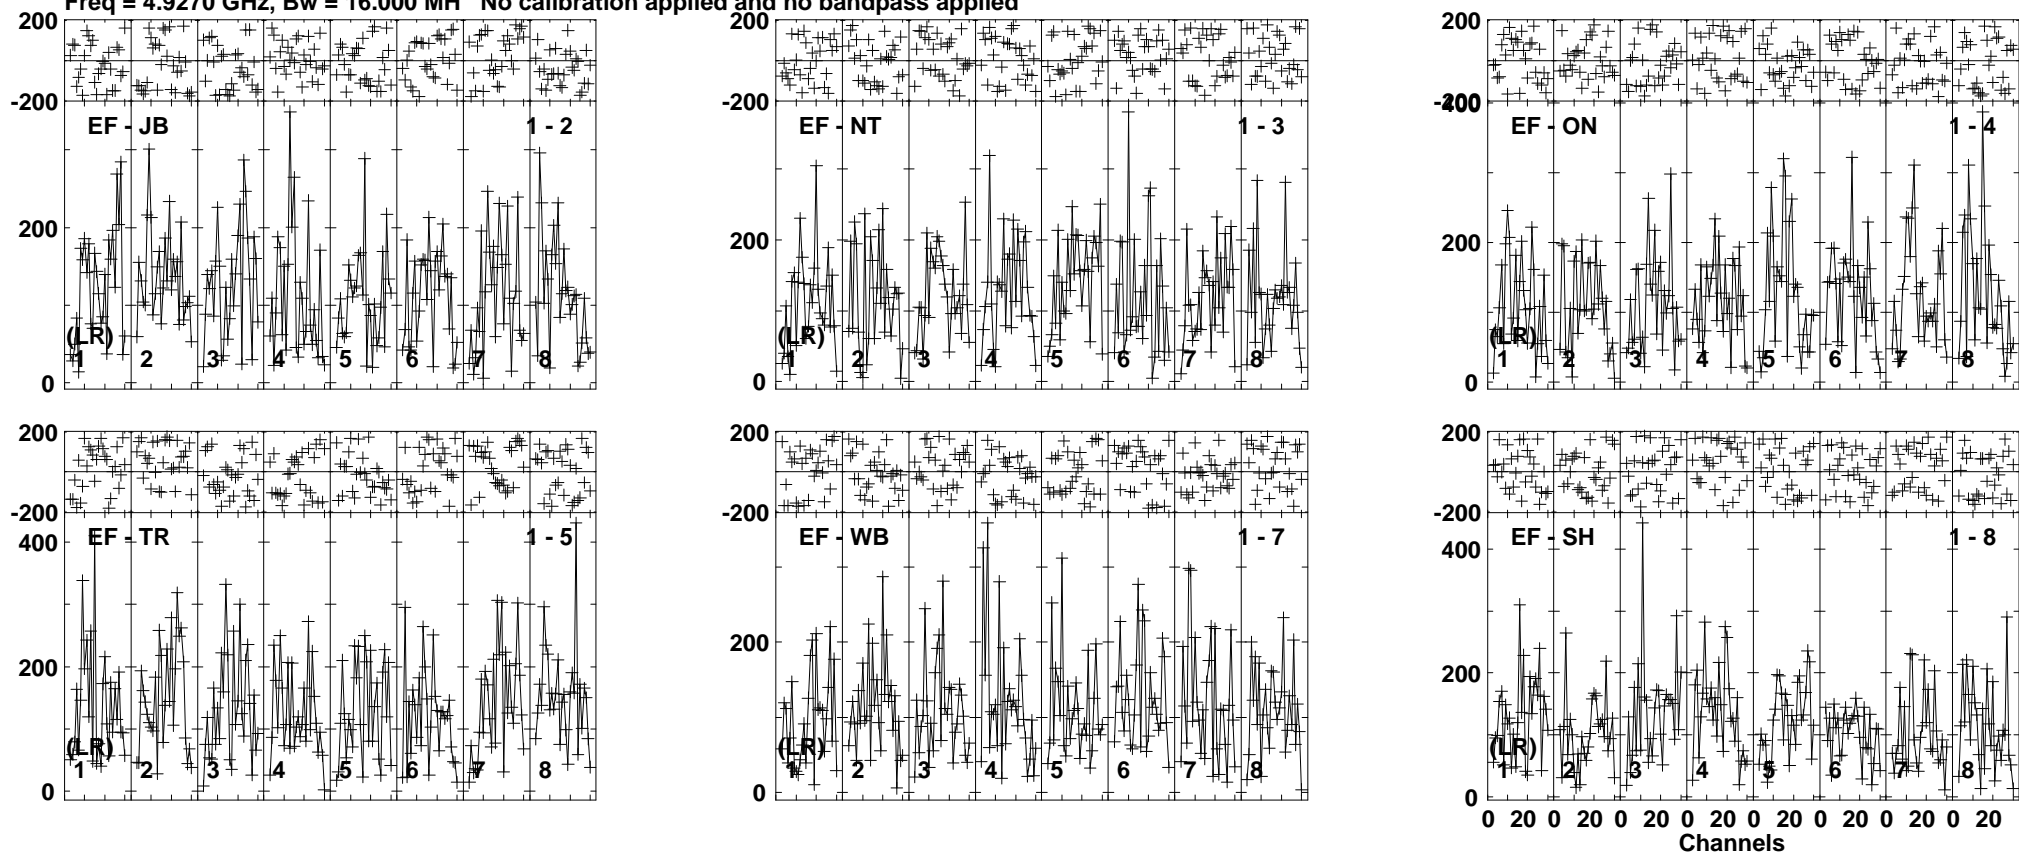 Freq = 4.9270 GHz, Bw = 16.000 MH No calibration applied and no bandpass applied
200
-200
EF - JB 1 - 2
200
(LR)
1 2 3 4 5 6 7 8
0
200
-200
EF - NT 1 - 3
200
(LR)
1 2 3 4 5 6 7 8
0
200
-200
400
EF - ON 1 - 4
200
(LR)
1 2 3 4 5 6 7 8
0
200
-200
EF - TR 1 - 5
400
200
(LR)
1 2 3 4 5 6 7 8
0
200
-200
EF - WB 1 - 7
200
(LR)
1 2 3 4 5 6 7 8
0
200
-200
EF - SH 1 - 8
400
200
(LR)
1 2 3 4 5 6 7 8
0
0 20 0 20 0 20 0 20 0 20 0 20 0 20 0 20
Channels